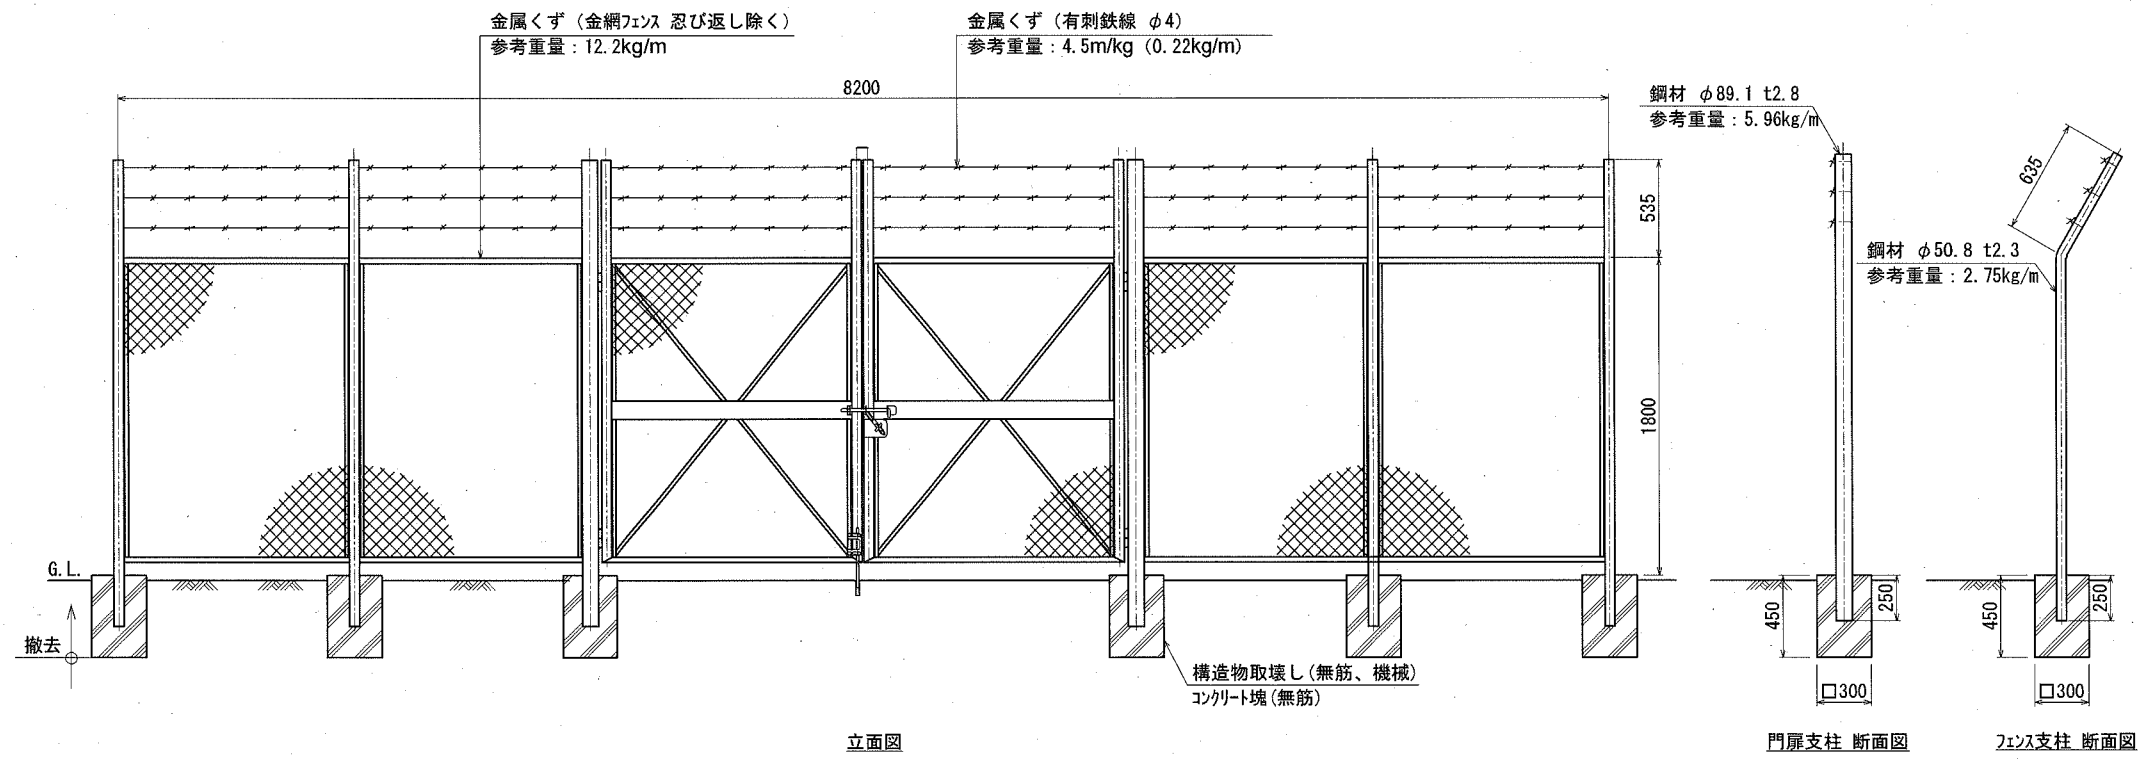 金属くず (金網フェンス 忍び返し除く)
参考重量：12.2kg/m
金属くず (有刺鉄線 φ4)
参考重量：4.5m/kg (0.22kg/m)
8200
鋼材 φ89.1 t2.8
参考重量：5.96kg/m
635
535
鋼材 φ50.8 t2.3
参考重量：2.75kg/m
1800
G.L.
撤去
450
250
450
250
構造物取壊し(無筋、機械)
コンクリート塊(無筋)
□300
□300
立面図
門扉支柱 断面図
フェンス支柱 断面図